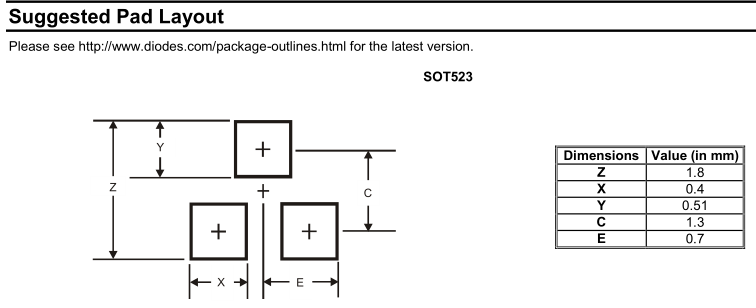 Suggested Pad Layout
Please see http://www.diodes.com/package-outlines.html for the latest version.
SOT523
Y
Z
C
X
E
Dimensions Value (in mm)
Z 1.8
X 0.4
Y 0.51
C 1.3
E 0.7